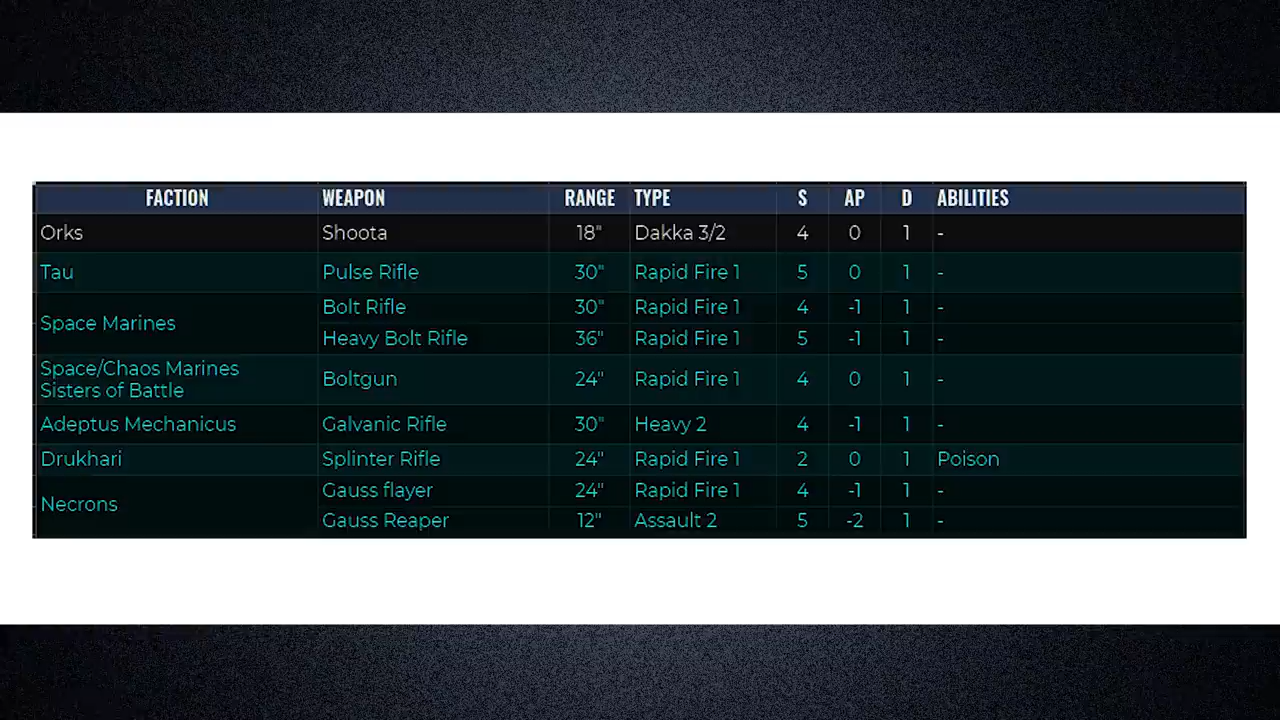 FACTION WEAPON RANGE TYPE S AP D ABILITIES
Orks Shoota 18" Dakka 3/2 4 0 1 -
Tau Pulse Rifle 30" Rapid Fire 1 5 0 1 -
Space Marines Bolt Rifle 30" Rapid Fire 1 4 -1 1 -
Heavy Bolt Rifle 36" Rapid Fire 1 5 -1 1 -
Space/Chaos Marines
Sisters of Battle Boltgun 24" Rapid Fire 1 4 0 1 -
Adeptus Mechanicus Galvanic Rifle 30" Heavy 2 4 -1 1 -
Drukhari Splinter Rifle 24" Rapid Fire 1 2 0 1 Poison
Necrons Gauss flayer 24" Rapid Fire 1 4 -1 1 -
Gauss Reaper 12" Assault 2 5 -2 1 -